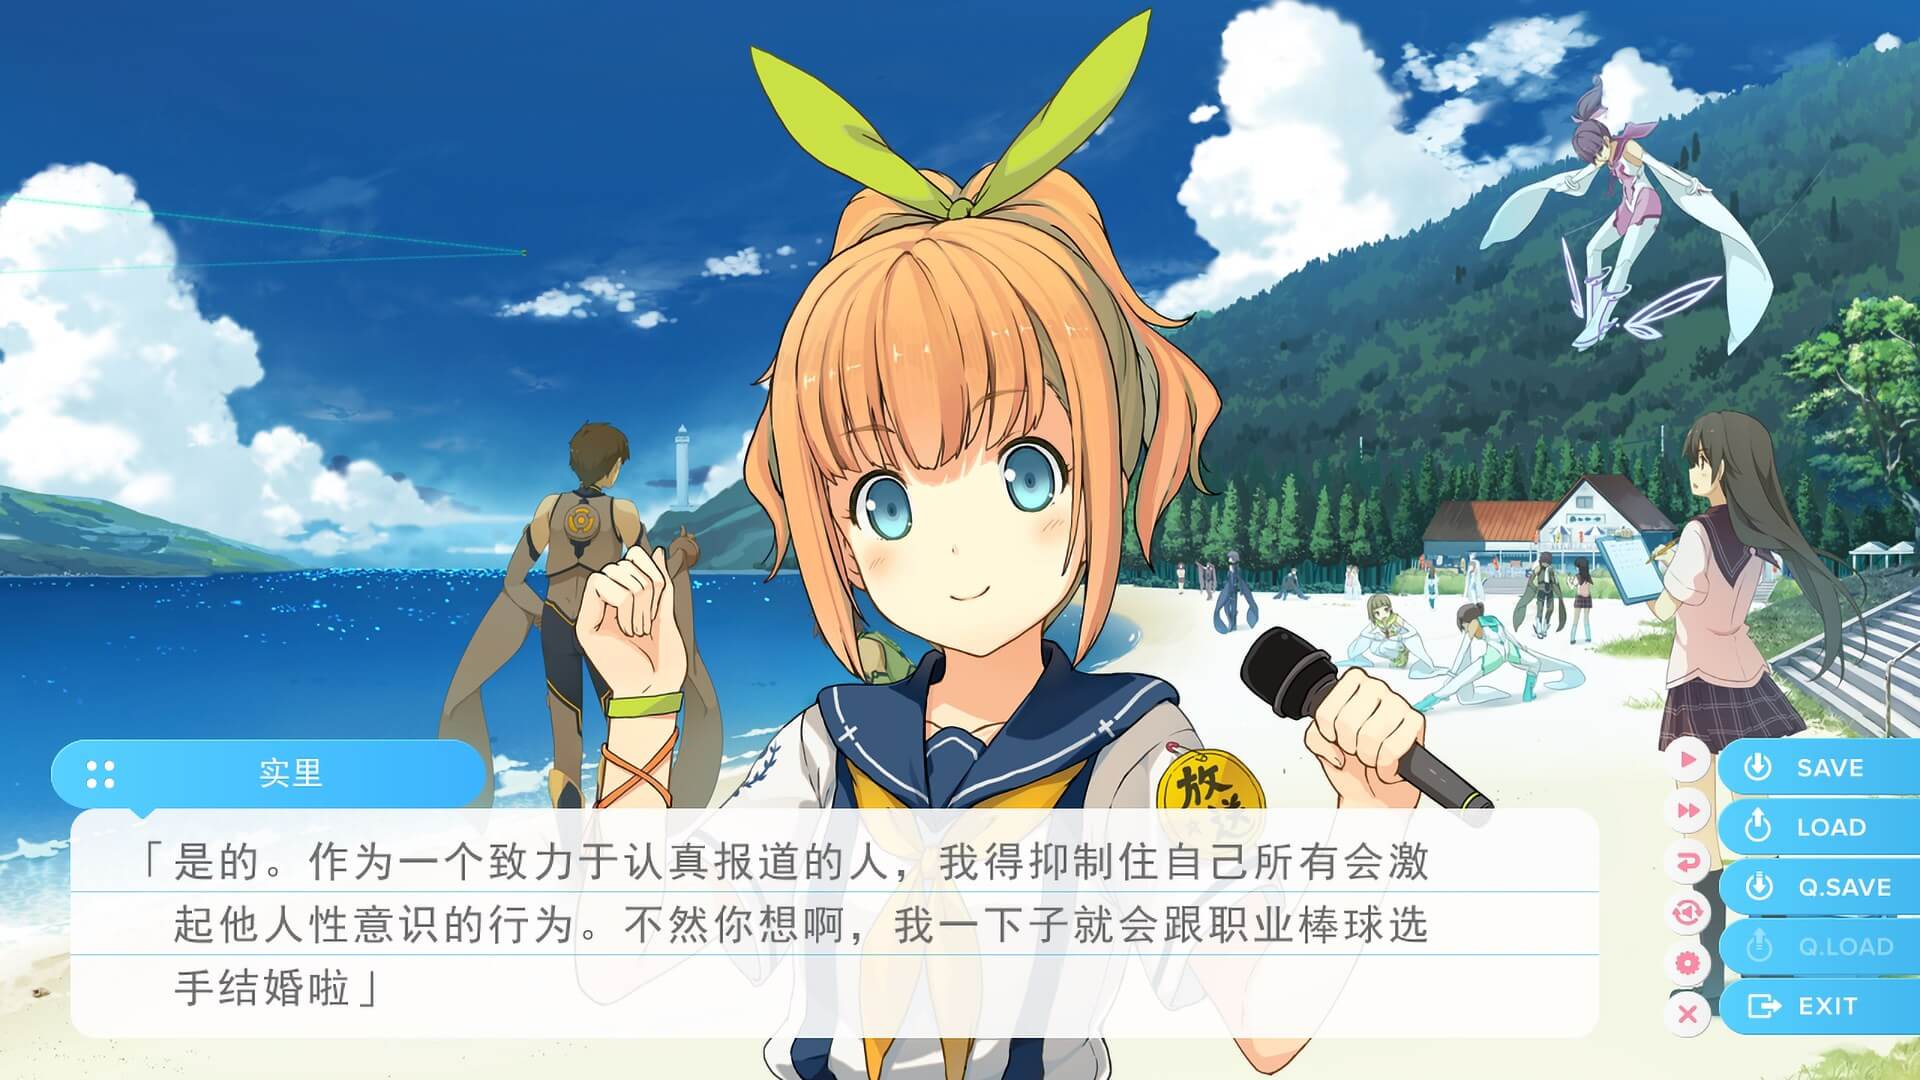 放送
实里
「是的。作为一个致力于认真报道的人，我得抑制住自己所有会激
起他人性意识的行为。不然你想啊，我一下子就会跟职业棒球选
手结婚啦」
SAVE
LOAD
Q.SAVE
Q.LOAD
EXIT